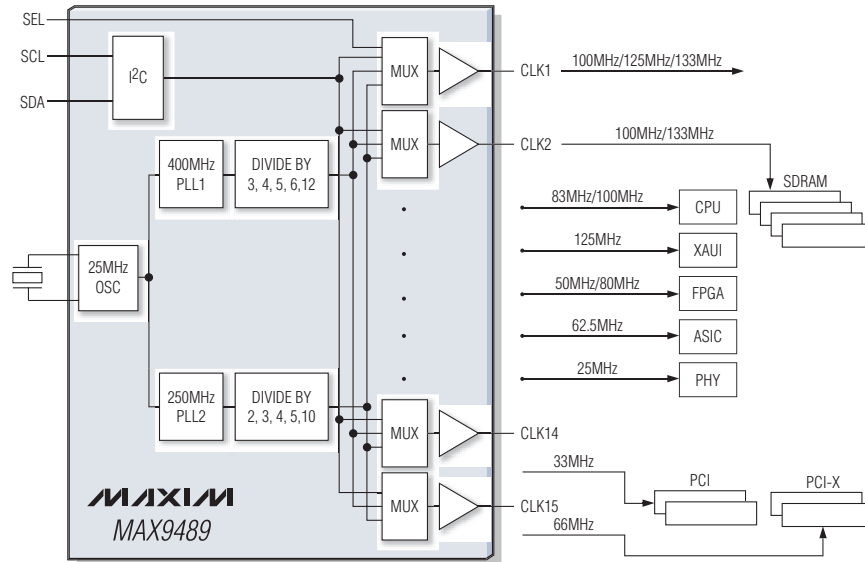 SEL
SCL
SDA
I²C
MUX
CLK1
100MHz/125MHz/133MHz
MUX
CLK2
100MHz/133MHz
400MHz
PLL1
DIVIDE BY
3, 4, 5, 6,12
SDRAM
83MHz/100MHz
CPU
125MHz
XAUI
25MHz
OSC
50MHz/80MHz
FPGA
62.5MHz
ASIC
25MHz
PHY
250MHz
PLL2
DIVIDE BY
2, 3, 4, 5,10
MUX
CLK14
33MHz
PCI
PCI-X
MAXIM
MAX9489
MUX
CLK15
66MHz